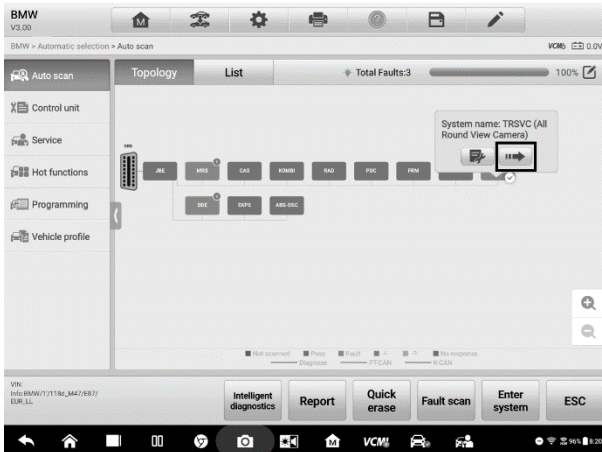 BMW
V3.00
BMW > Automatic selection > Auto scan
VCMI 0.0V
Auto scan
Topology
List
Total Faults:3
100%
Control unit
Service
Hot functions
Programming
Vehicle profile
System name: TRSVC (All
Round View Camera)
JBE
MRS
CAS
KOMBI
RAD
PDC
FRM
DDE
EKPS
ABS-DSC
Not scanned
Pass
Fault
No response
Diagnose
PT-CAN
K-CAN
VIN:
Info:BMW/1'/118d_M47/E87/
EUR_LL
Intelligent
diagnostics
Report
Quick
erase
Fault scan
Enter
system
ESC
VCMI
96%
8:20